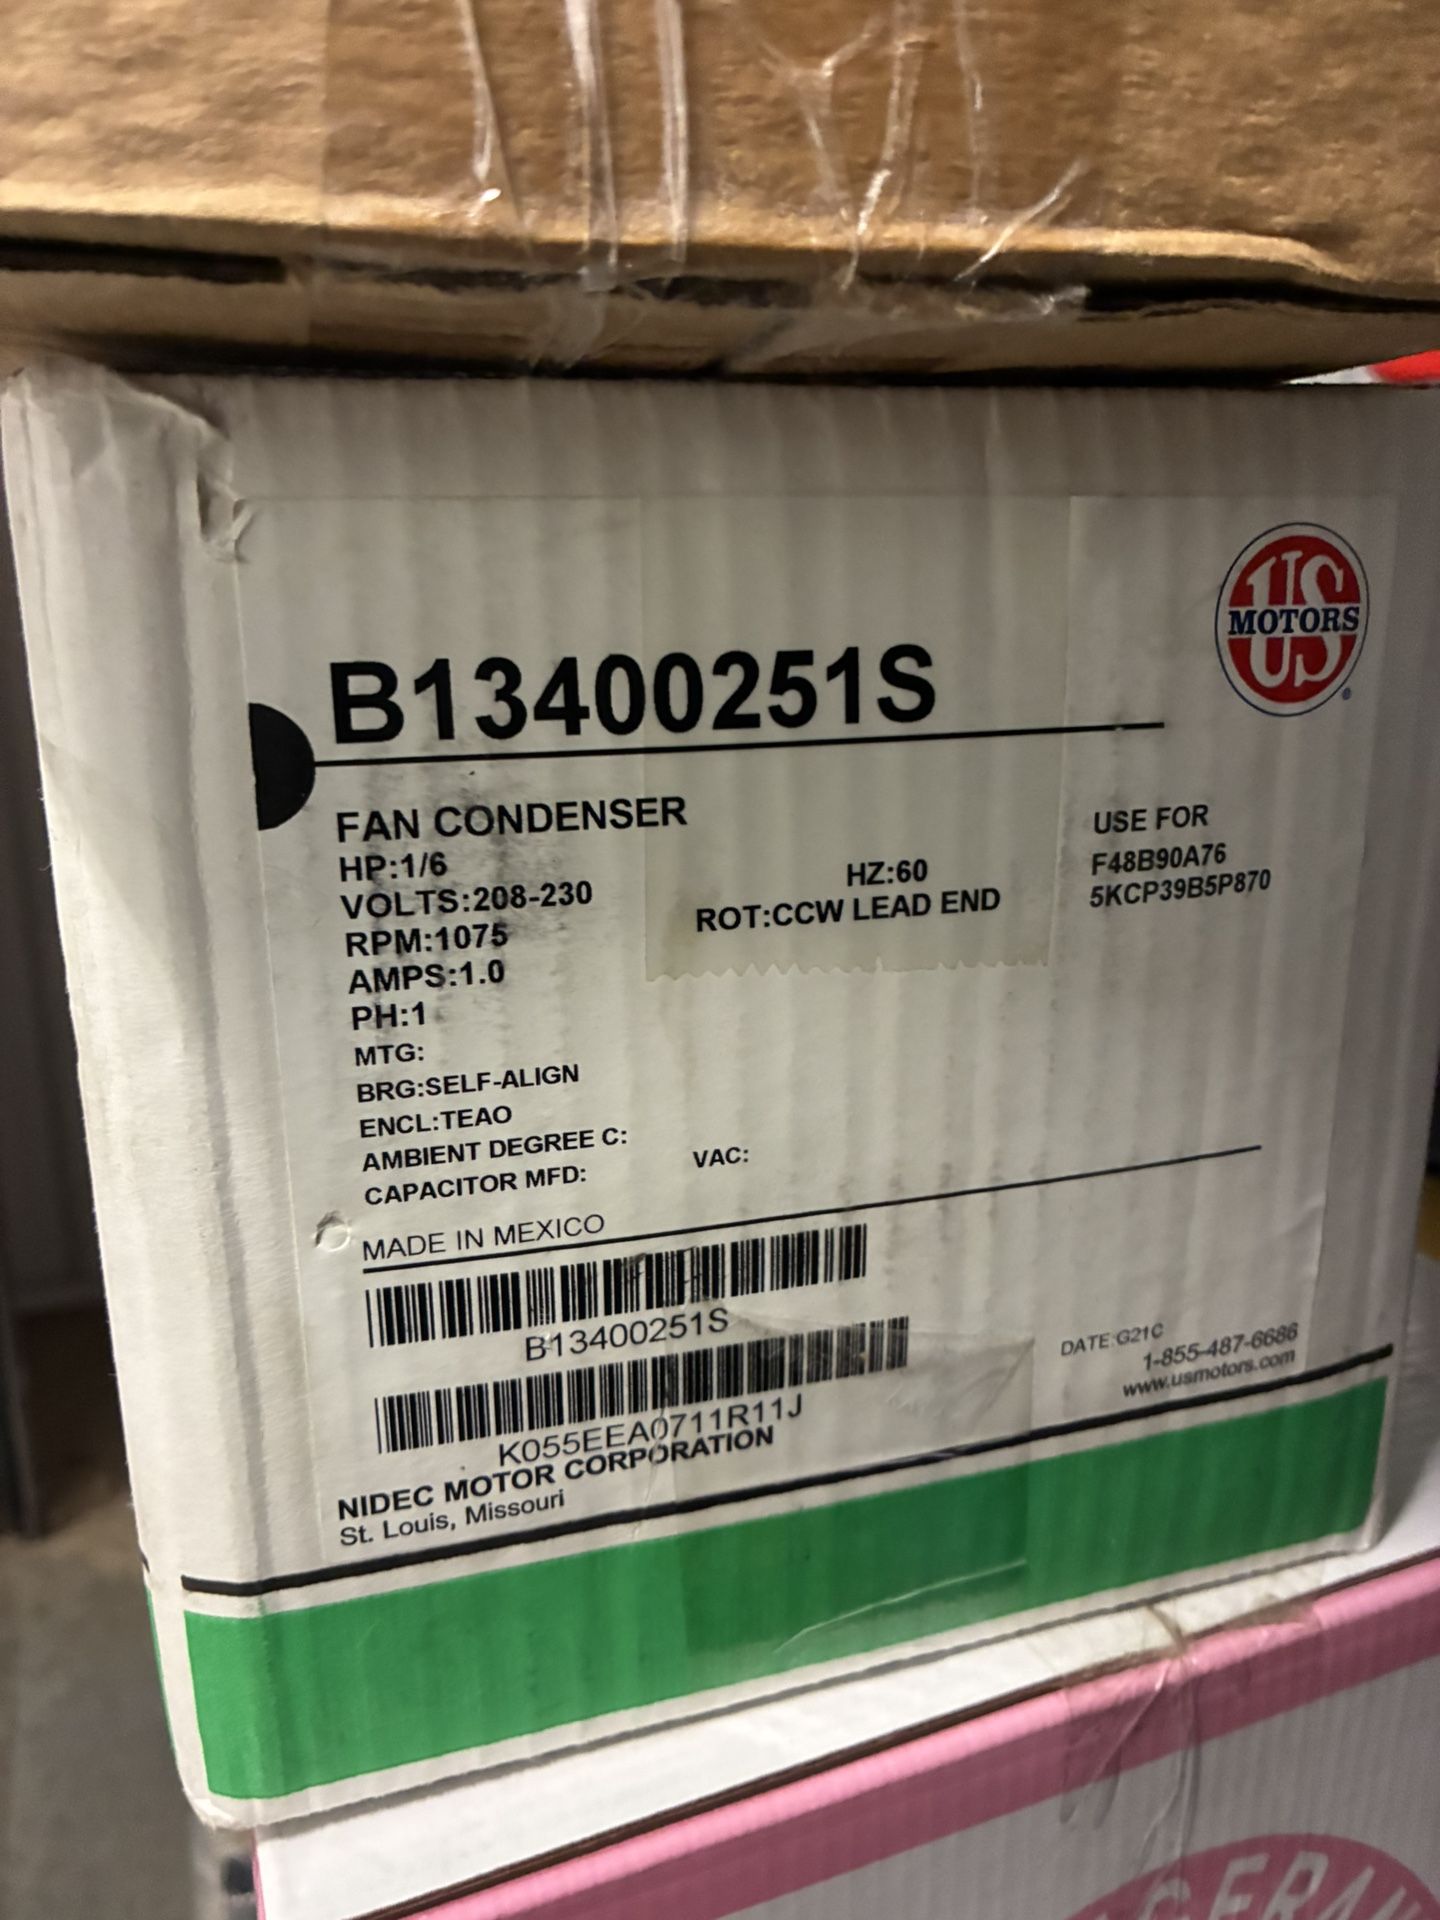 US
MOTORS
®
B13400251S
FAN CONDENSER
HP:1/6
VOLTS:208-230
RPM:1075
AMPS:1.0
PH:1
MTG:
BRG:SELF-ALIGN
ENCL:TEAO
AMBIENT DEGREE C:
CAPACITOR MFD: VAC:
HZ:60
ROT:CCW LEAD END
USE FOR
F48B90A76
5KCP39B5P870
MADE IN MEXICO
B13400251S
K055EEA0711R11J
NIDEC MOTOR CORPORATION
St. Louis, Missouri
DATE:G21C
1-855-487-6686
www.usmotors.com